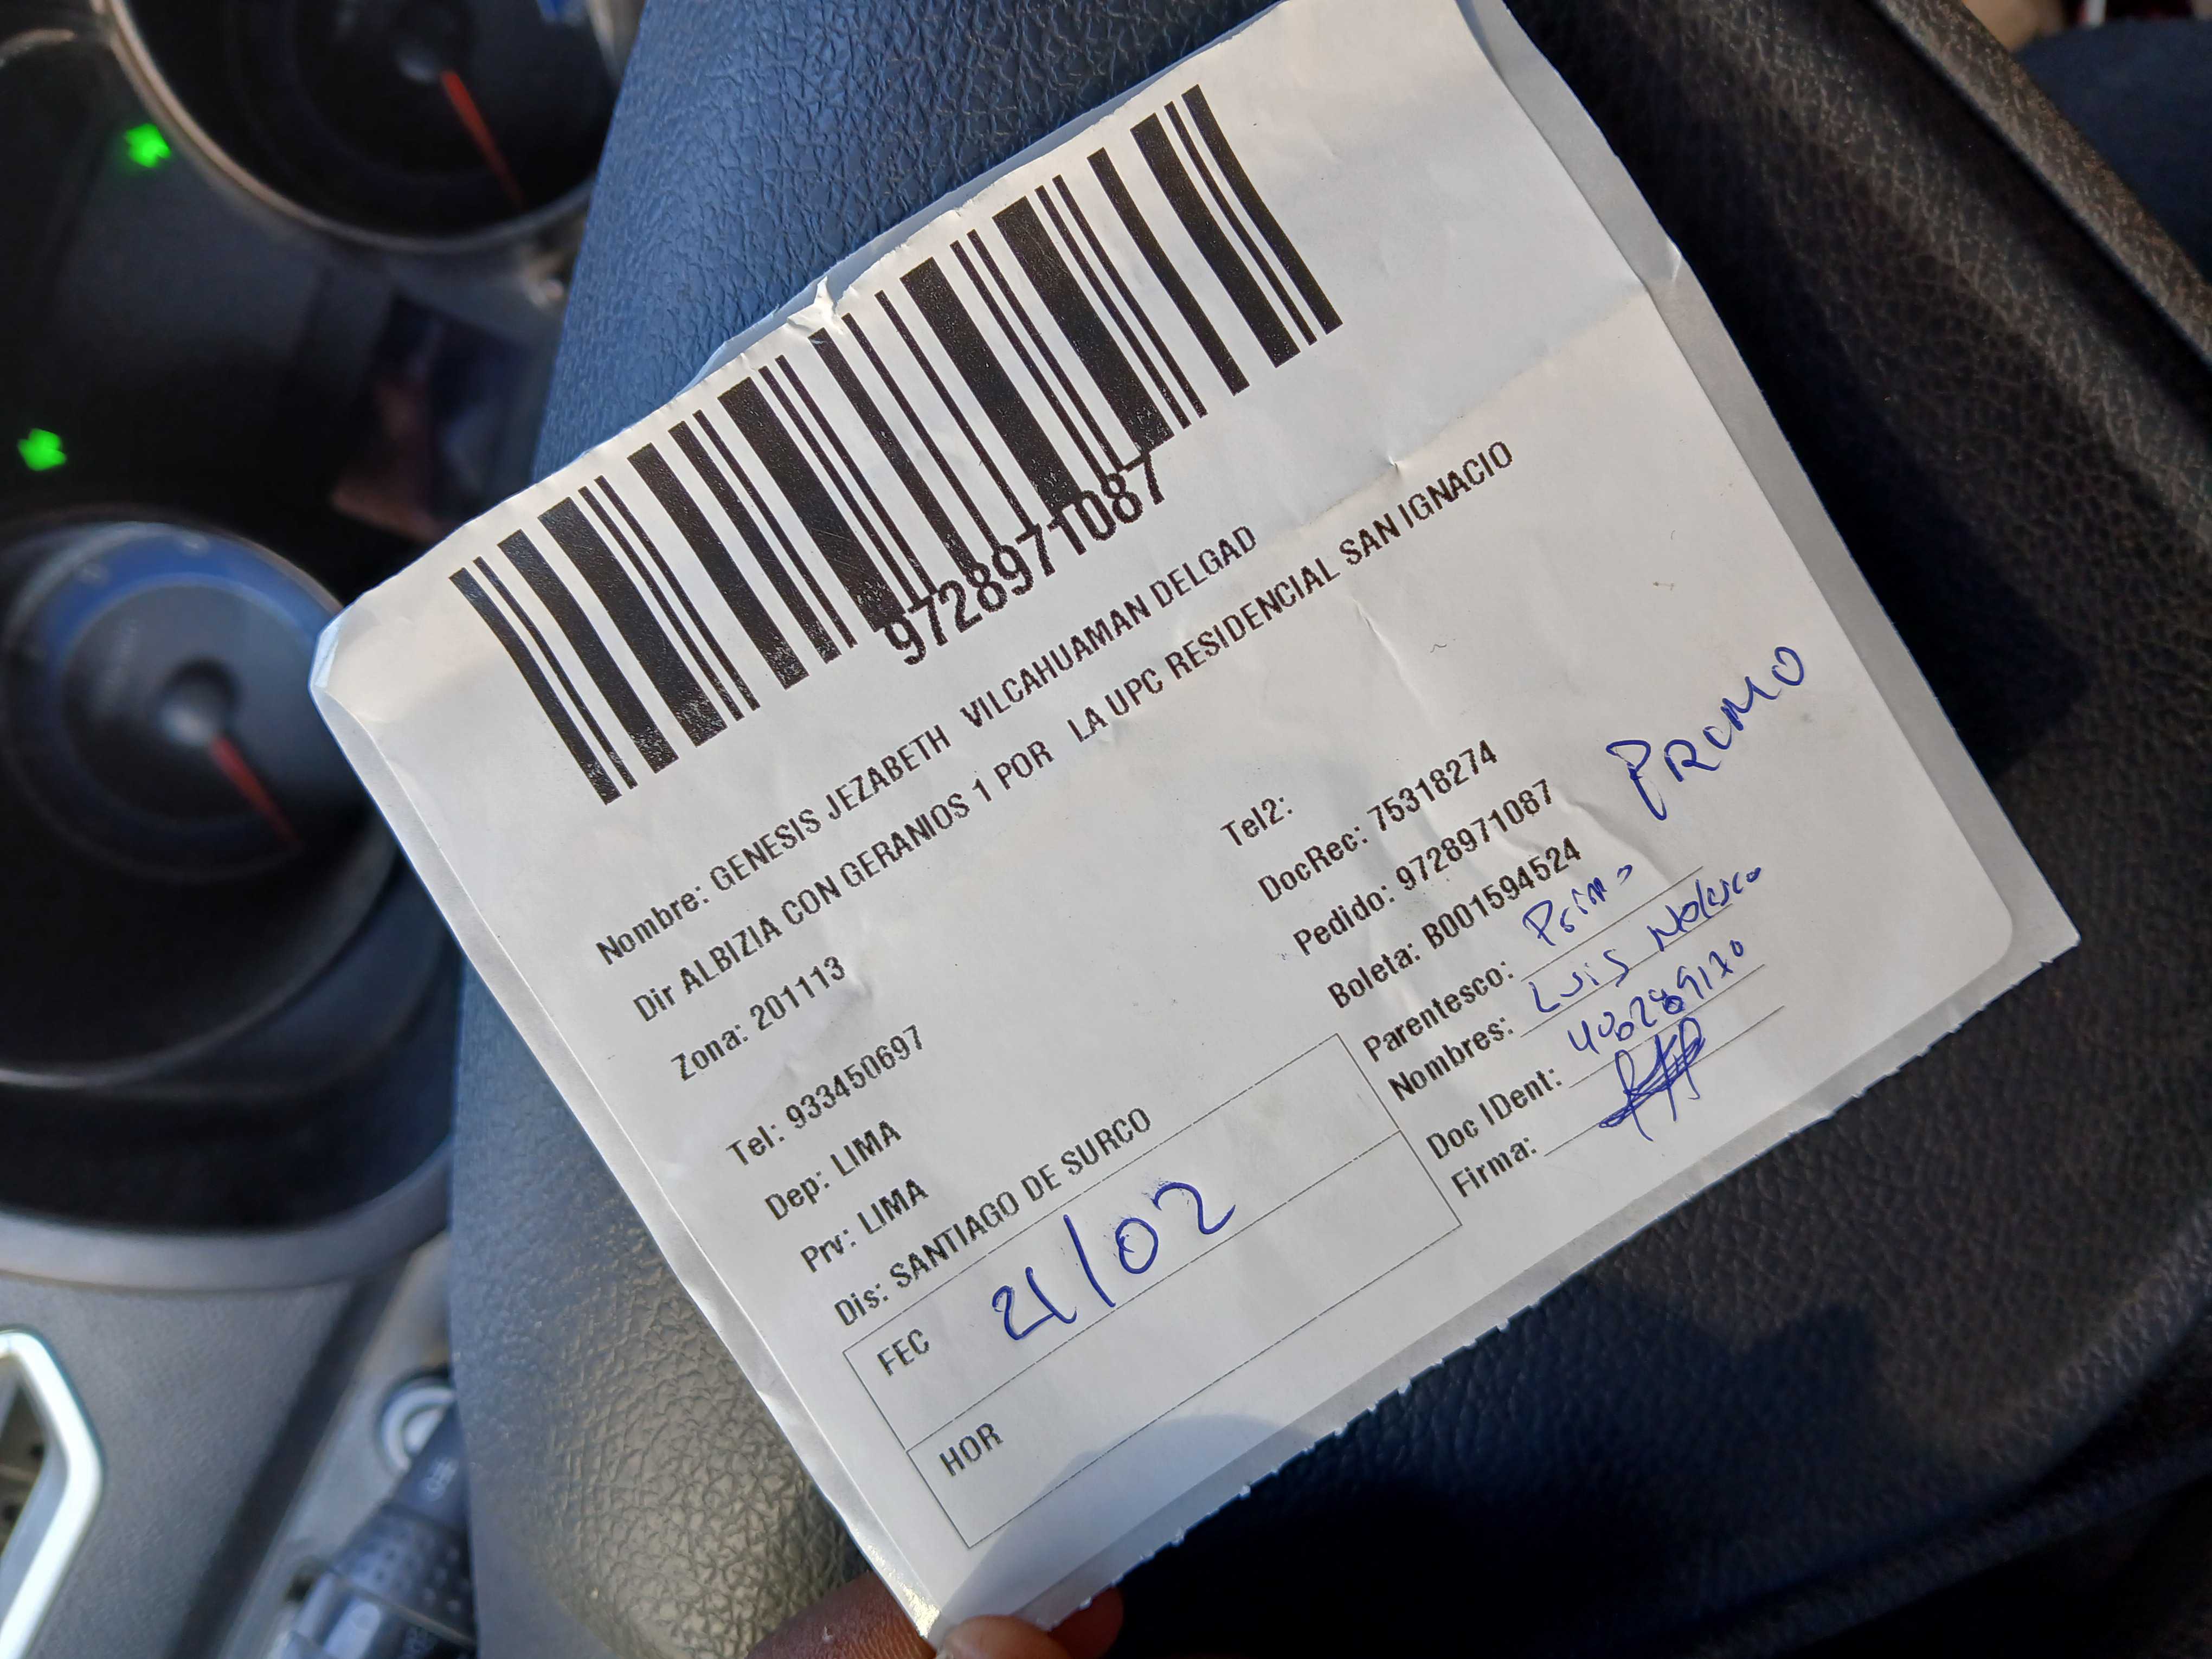 9728971087
Nombre: GENESIS JEZABETH VILCAHUAMAN DELGAD
Dir ALBIZIA CON GERANIOS 1 POR LA UPC RESIDENCIAL SAN IGNACIO
Zona: 201113
Tel: 933450697
Tel2:
Dep: LIMA
DocRec: 75318274
Prv: LIMA
Pedido: 9728971087
PROMO
Dis: SANTIAGO DE SURCO
Boleta: B001594524
FEC 21/02
Parentesco: Primo
Nombres: Luis
HOR
Doc IDent:
Firma: